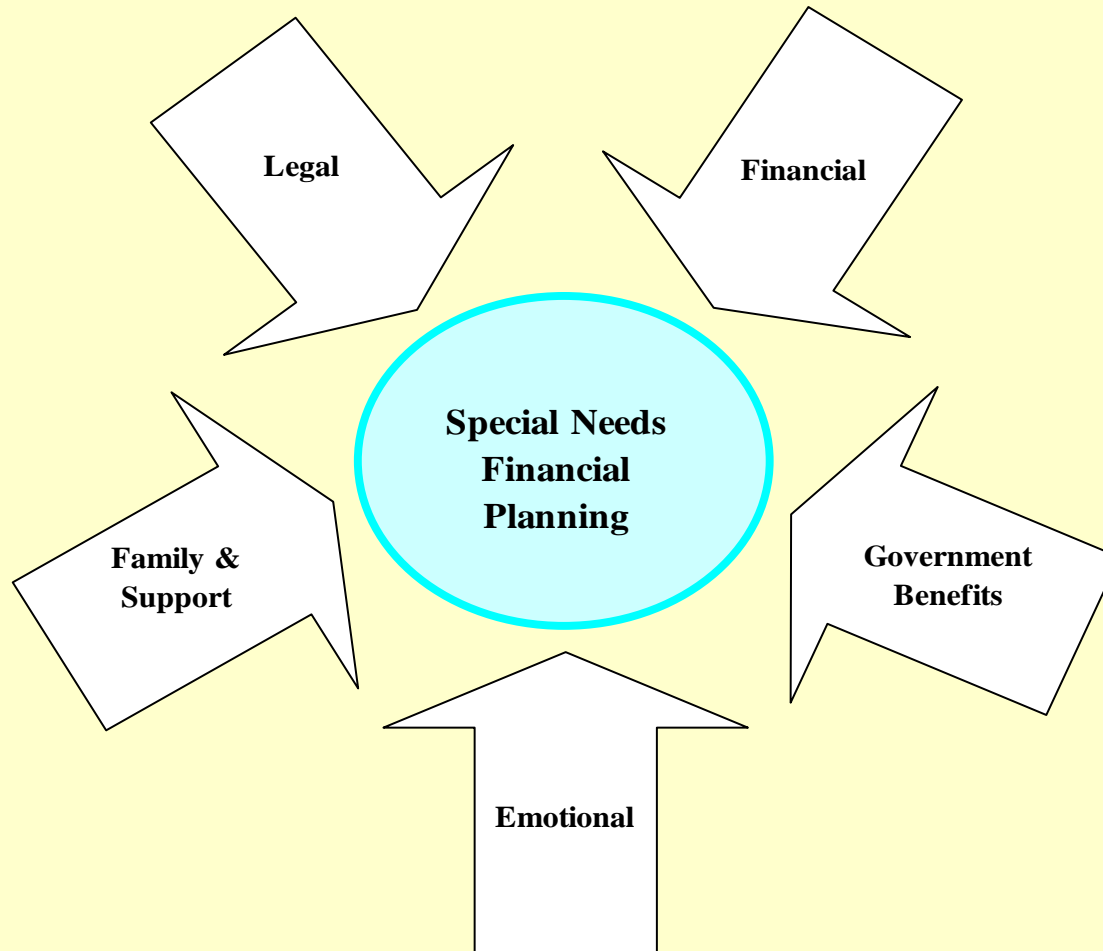 Legal
Financial
Special Needs
Financial
Planning
Family &
Support
Government
Benefits
Emotional